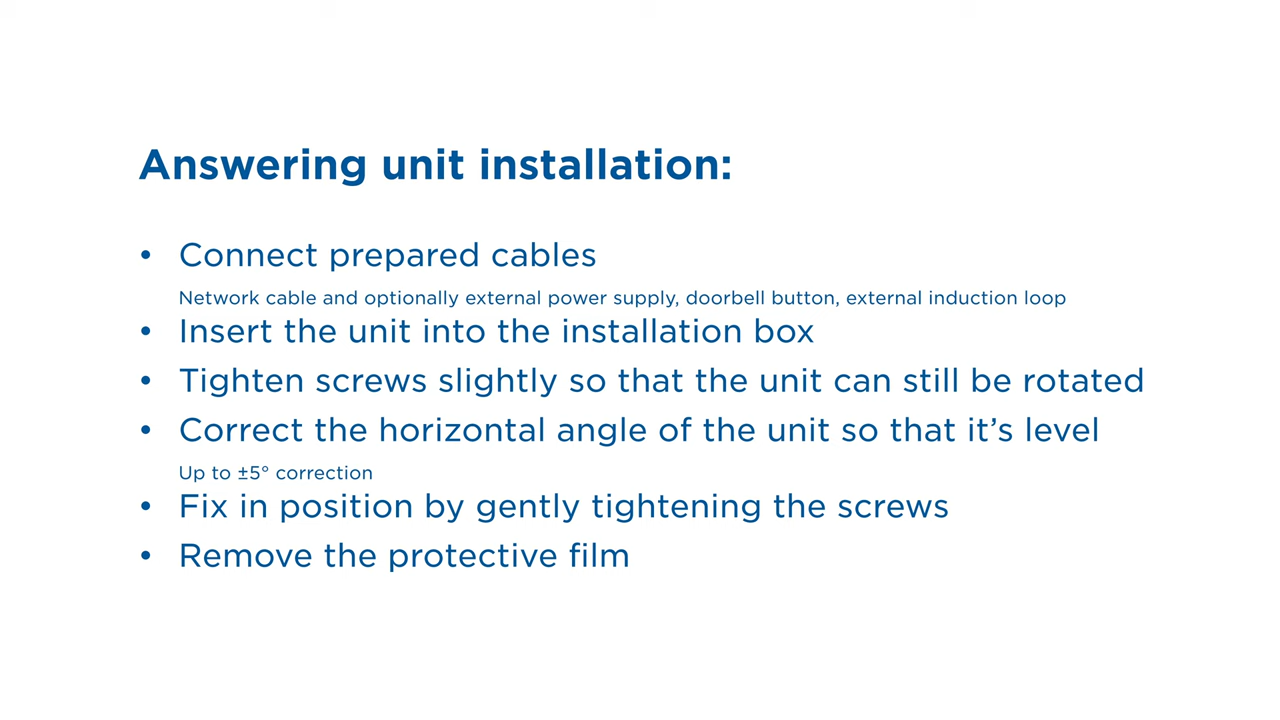 Answering unit installation:
• Connect prepared cables
Network cable and optionally external power supply, doorbell button, external induction loop
• Insert the unit into the installation box
• Tighten screws slightly so that the unit can still be rotated
• Correct the horizontal angle of the unit so that it’s level
Up to ±5° correction
• Fix in position by gently tightening the screws
• Remove the protective film